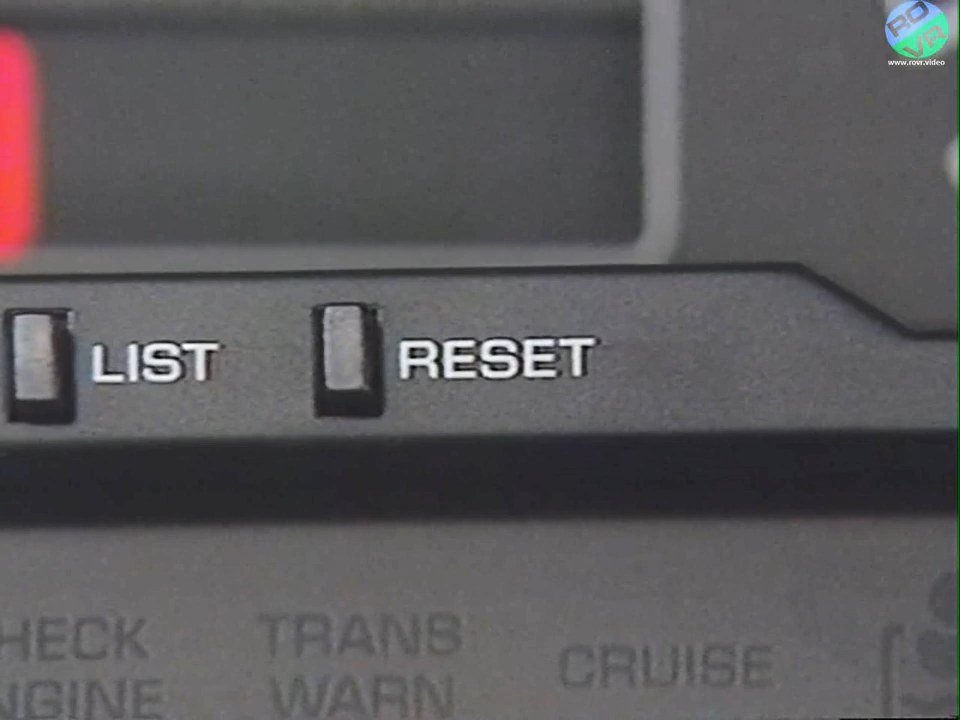 RO
VR
www.rovr.video
LIST
RESET
HECK
NGINE
TRANS
WARN
CRUISE